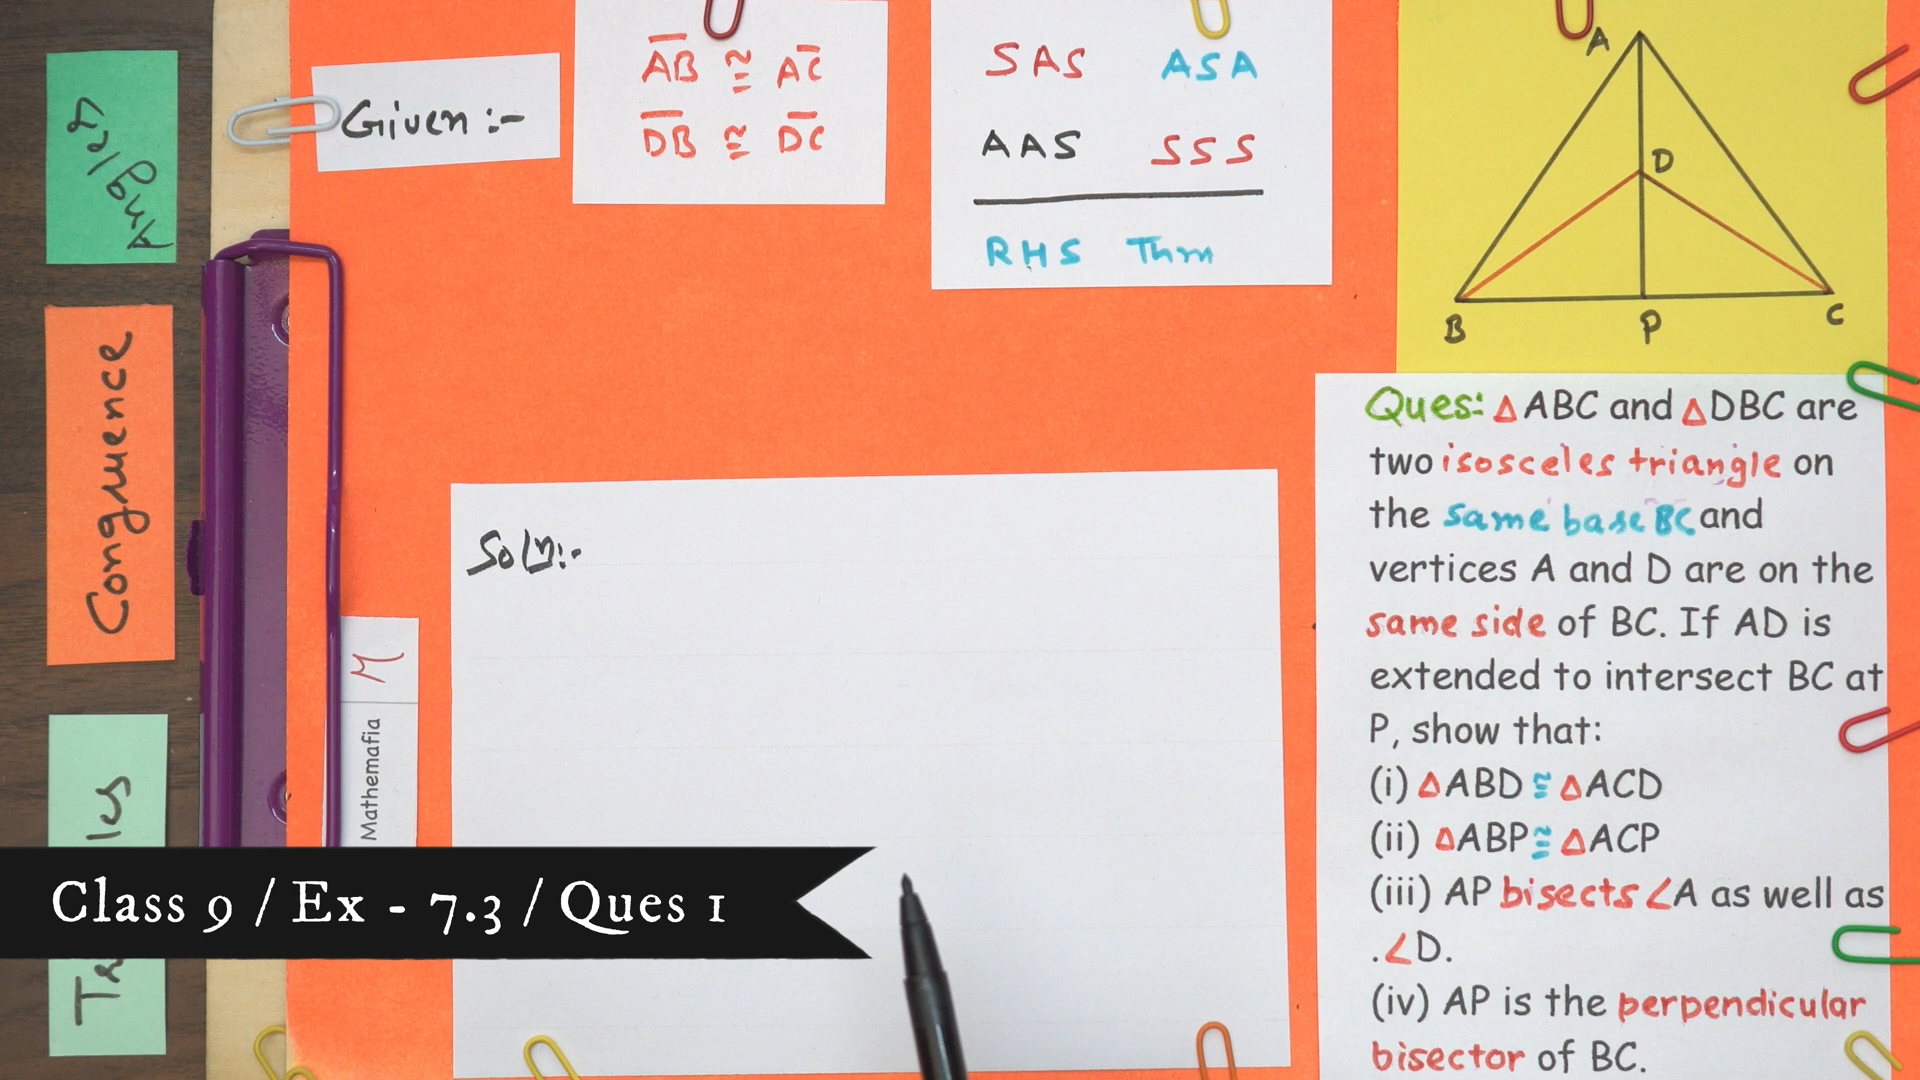 Angles
Congruence
M
Mathemafia
Given :-
AB ≅ AC
DB ≅ DC
SAS ASA
AAS SSS
RHS Thm
A
D
B
P
C
Soln:-
Ques: △ABC and △DBC are
two isosceles triangle on
the same base BC and
vertices A and D are on the
same side of BC. If AD is
extended to intersect BC at
P, show that:
(i) △ABD ≅ △ACD
(ii) △ABP ≅ △ACP
(iii) AP bisects ∠A as well as
.∠D.
(iv) AP is the perpendicular
bisector of BC.
Class 9 / Ex - 7.3 / Ques 1